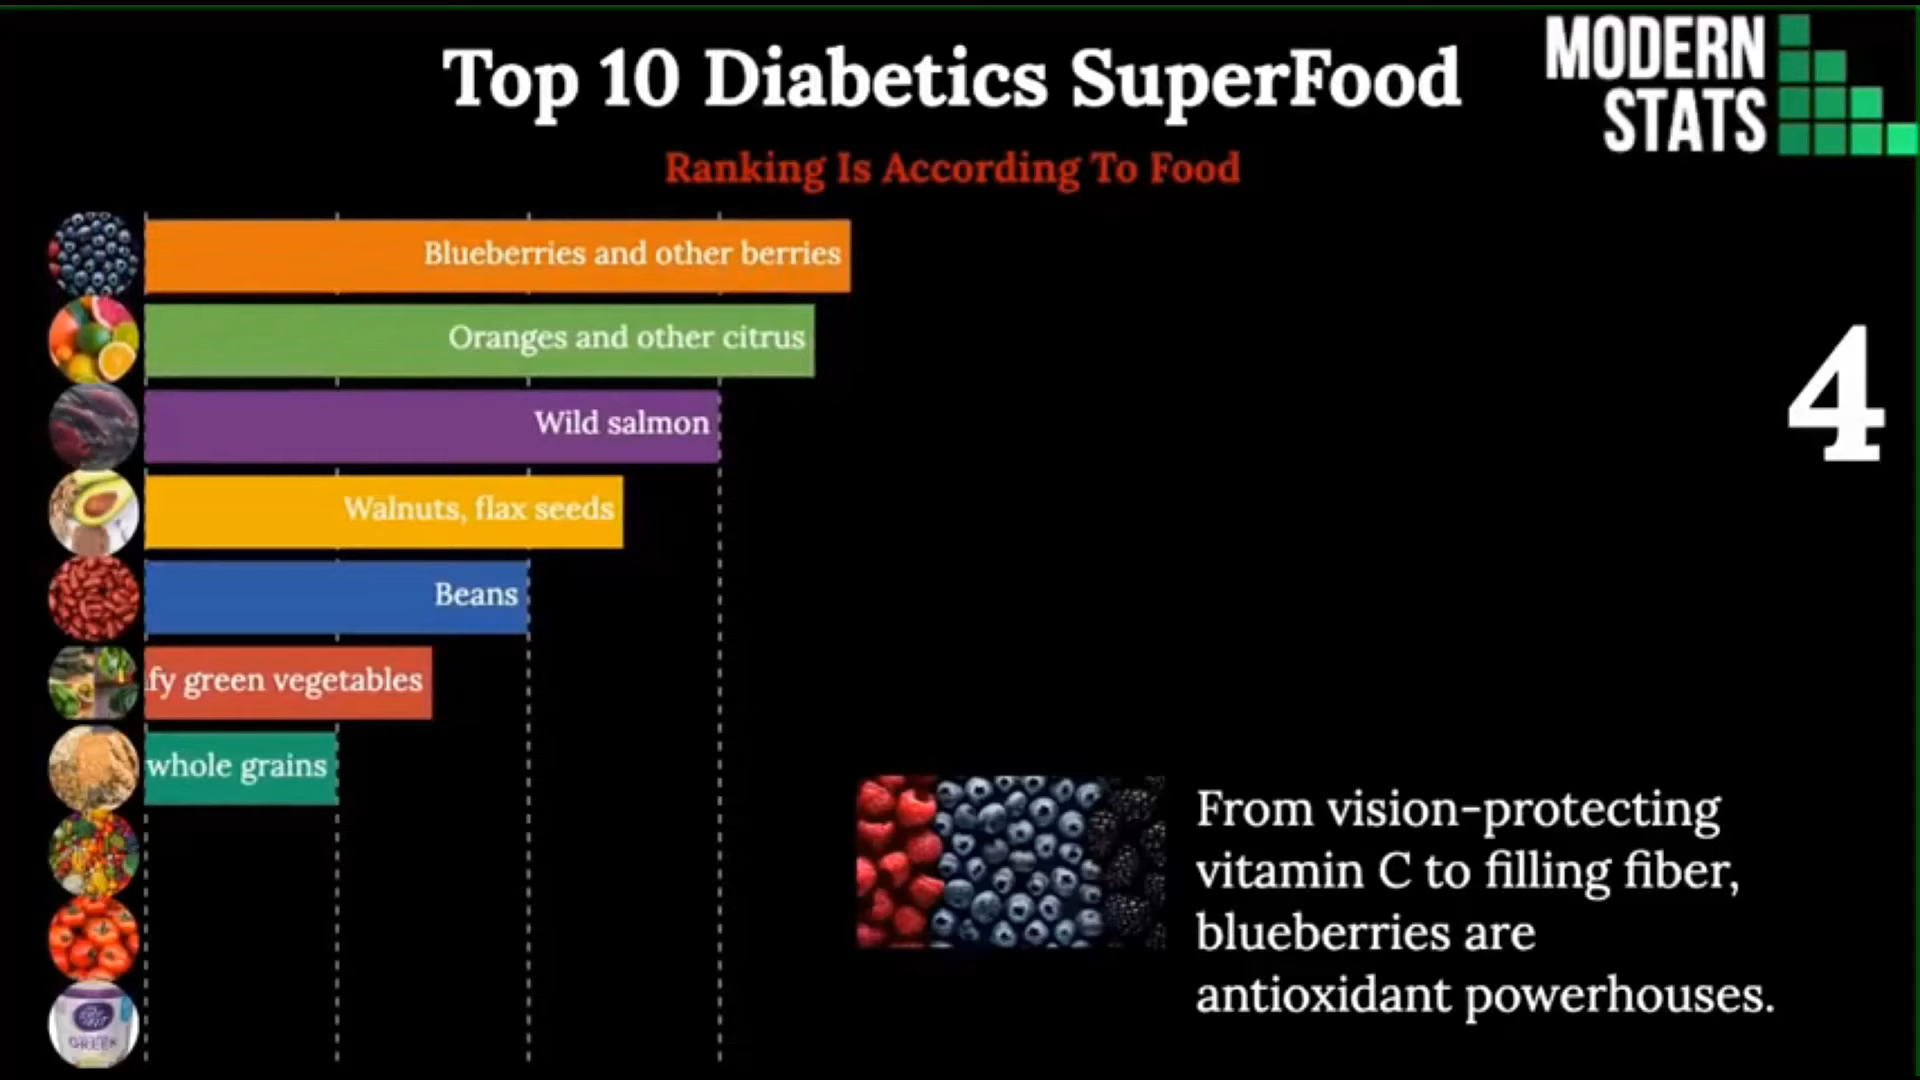 Top 10 Diabetics SuperFood
MODERN
STATS
Ranking Is According To Food
Blueberries and other berries
Oranges and other citrus
4
Wild salmon
Walnuts, flax seeds
Beans
fy green vegetables
whole grains
From vision-protecting
vitamin C to filling fiber,
blueberries are
antioxidant powerhouses.
GREEK